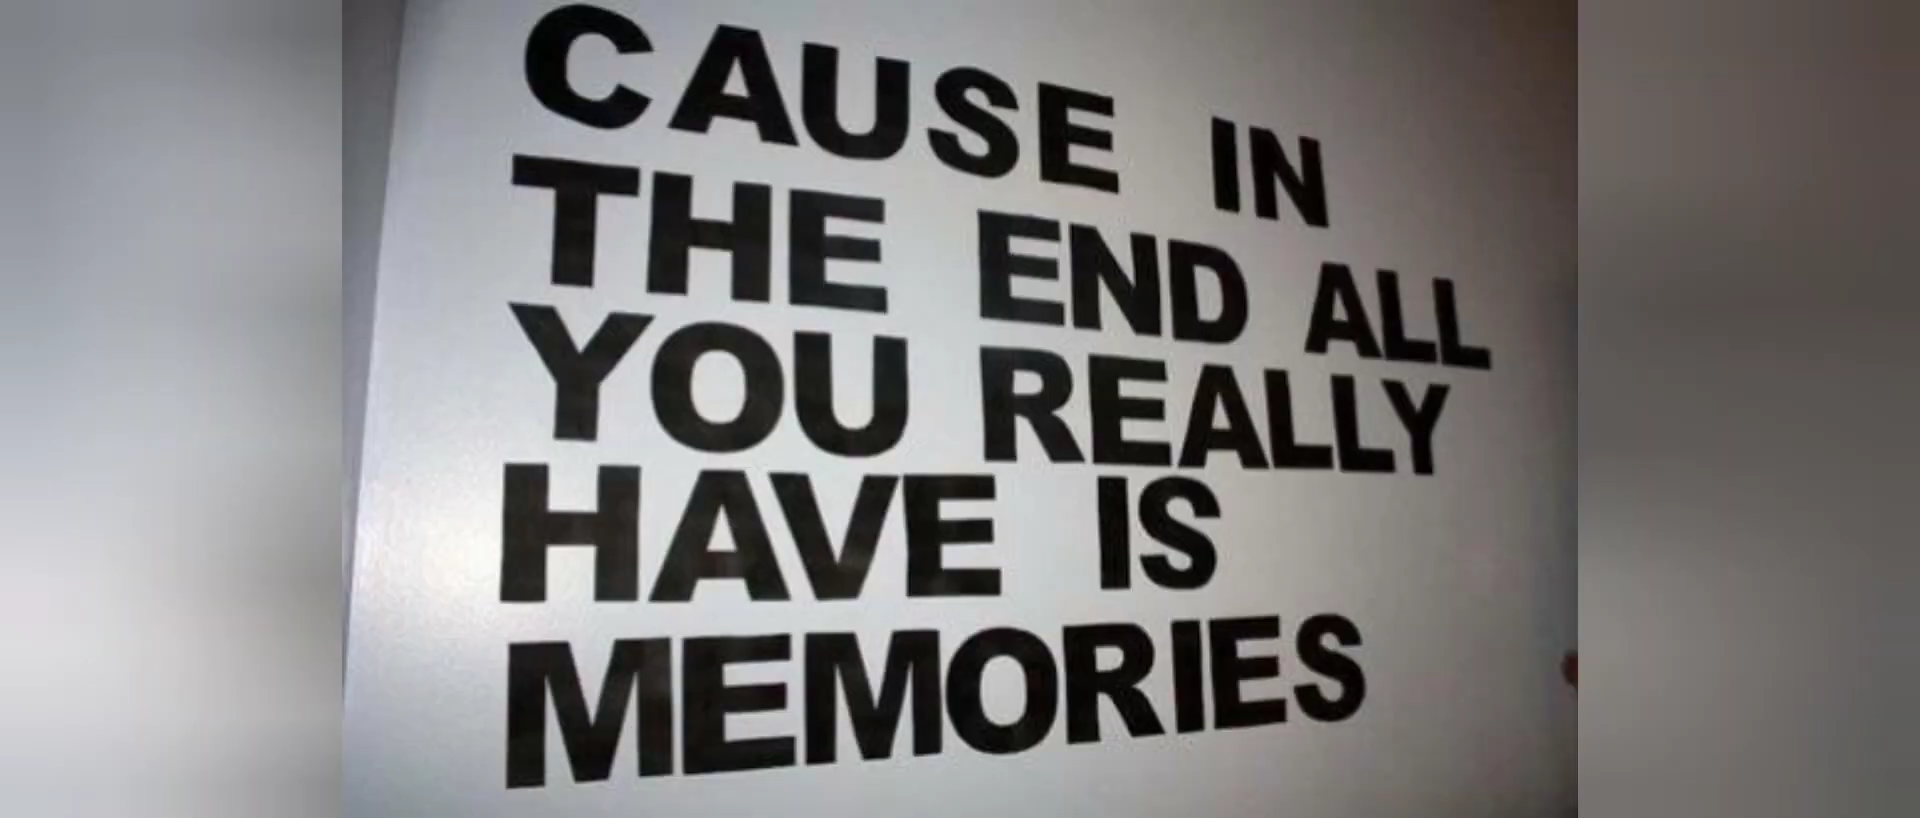 CAUSE IN
THE END ALL
YOU REALLY
HAVE IS
MEMORIES